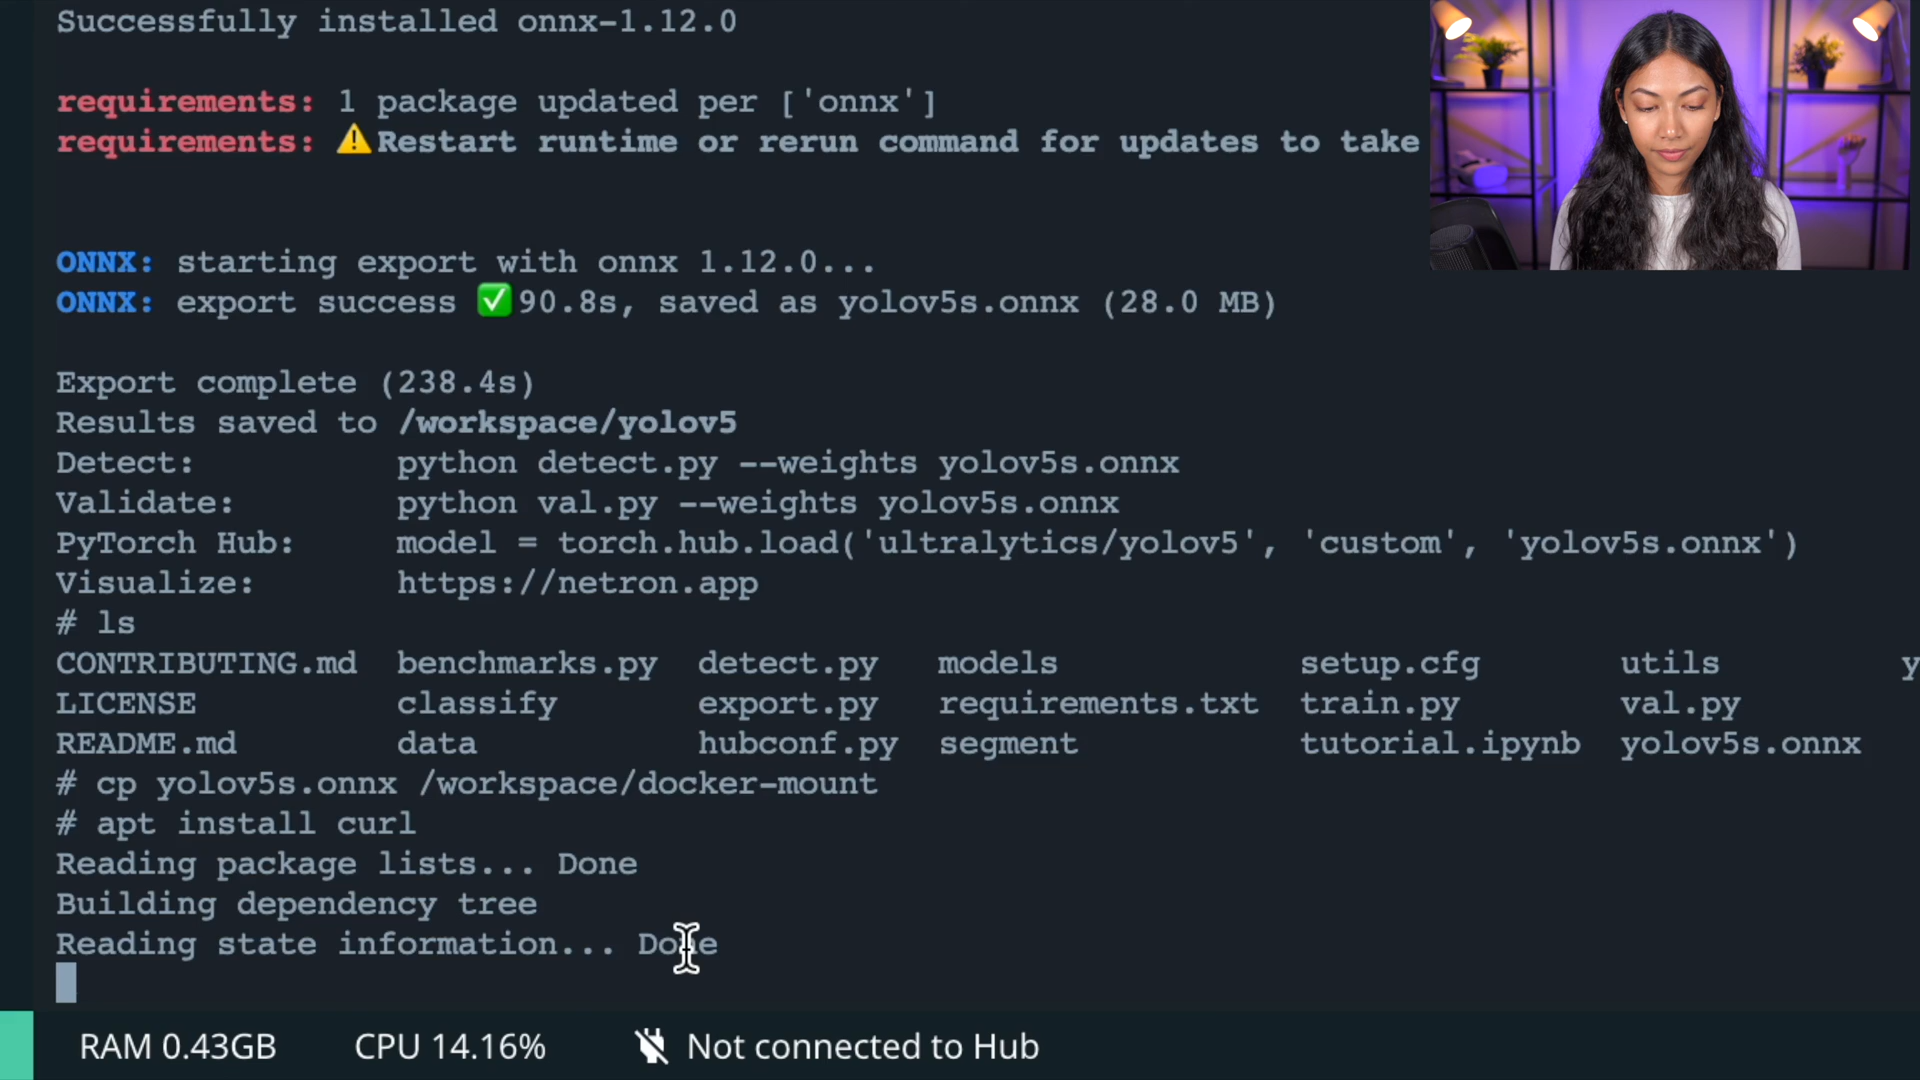 Successfully installed onnx-1.12.0
requirements: 1 package updated per ['onnx']
requirements: ⚠️Restart runtime or rerun command for updates to take
ONNX: starting export with onnx 1.12.0...
ONNX: export success ✅90.8s, saved as yolov5s.onnx (28.0 MB)
Export complete (238.4s)
Results saved to /workspace/yolov5
Detect: python detect.py --weights yolov5s.onnx
Validate: python val.py --weights yolov5s.onnx
PyTorch Hub: model = torch.hub.load('ultralytics/yolov5', 'custom', 'yolov5s.onnx')
Visualize: https://netron.app
# ls
CONTRIBUTING.md benchmarks.py detect.py models setup.cfg utils y
LICENSE classify export.py requirements.txt train.py val.py
README.md data hubconf.py segment tutorial.ipynb yolov5s.onnx
# cp yolov5s.onnx /workspace/docker-mount
# apt install curl
Reading package lists... Done
Building dependency tree
Reading state information... Done
RAM 0.43GB CPU 14.16% Not connected to Hub